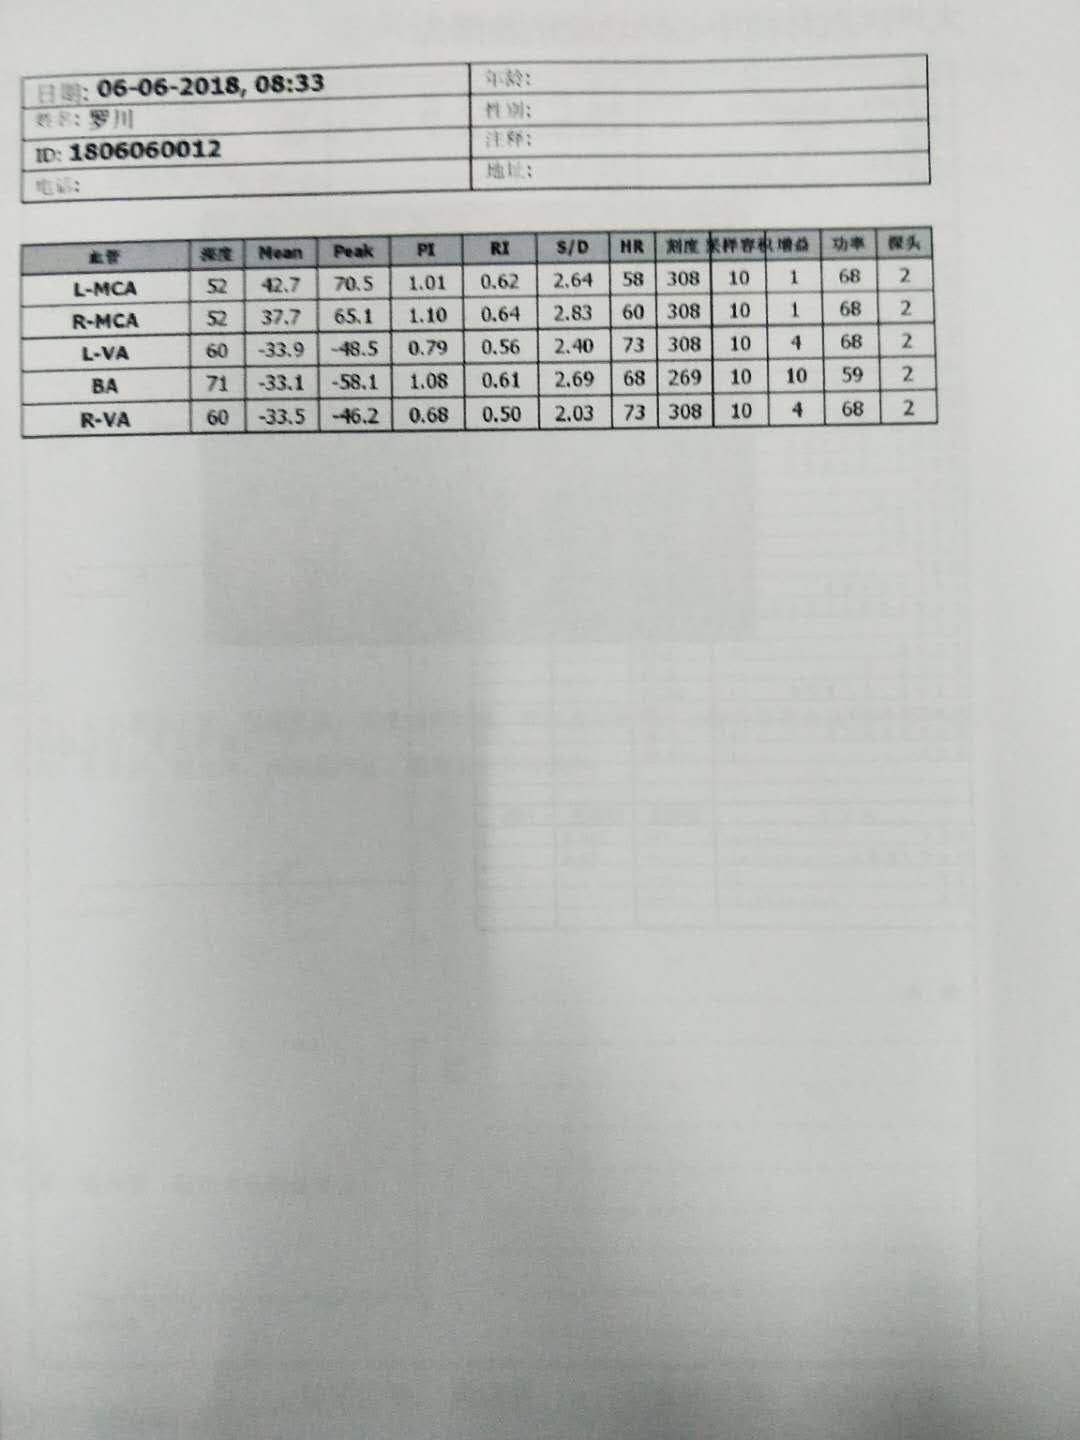 日期: 06-06-2018, 08:33 年龄:
姓名: 罗川 性别:
ID: 1806060012 注释:
电话: 地址:
血管 深度 Mean Peak PI RI S/D HR 刻度 采样容积 增益 功率 探头
L-MCA 52 42.7 70.5 1.01 0.62 2.64 58 308 10 1 68 2
R-MCA 52 37.7 65.1 1.10 0.64 2.83 60 308 10 1 68 2
L-VA 60 -33.9 -48.5 0.79 0.56 2.40 73 308 10 4 68 2
BA 71 -33.1 -58.1 1.08 0.61 2.69 68 269 10 10 59 2
R-VA 60 -33.5 -46.2 0.68 0.50 2.03 73 308 10 4 68 2